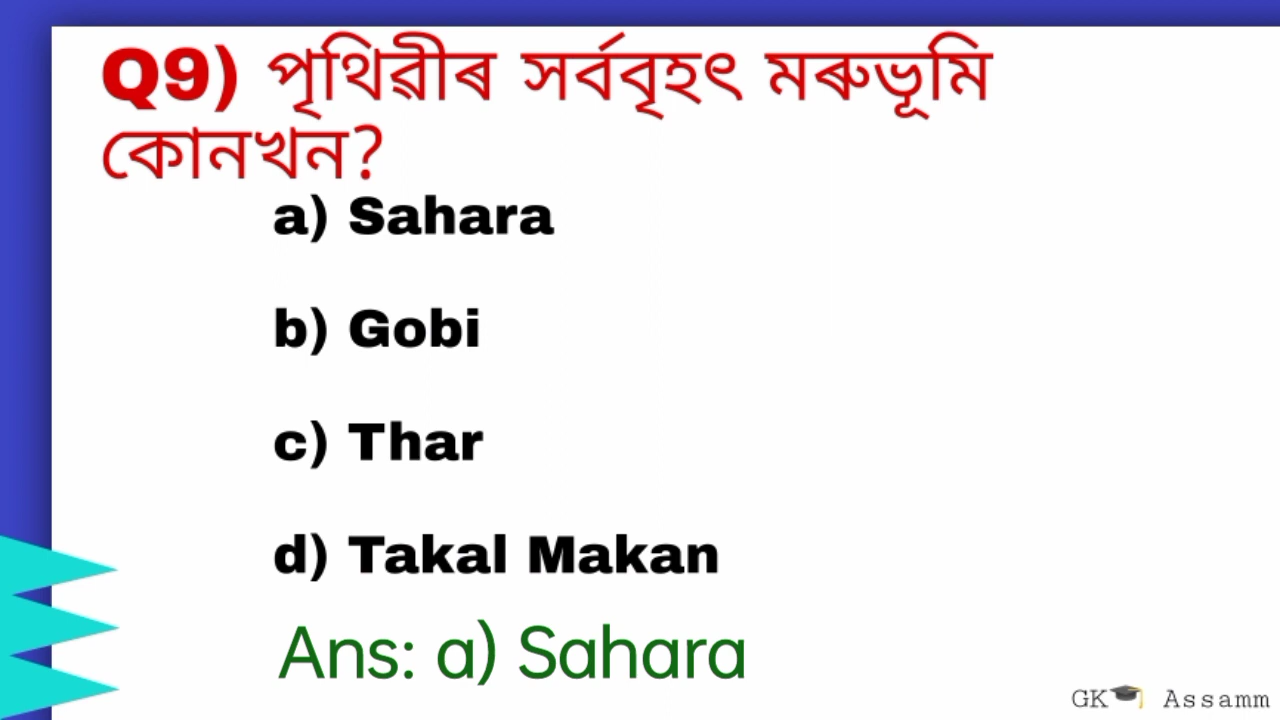 Q9) পৃথিৱীৰ সৰ্ববৃহৎ মৰুভূমি
কোনখন?
a) Sahara
b) Gobi
c) Thar
d) Takal Makan
Ans: a) Sahara
GK Assamm